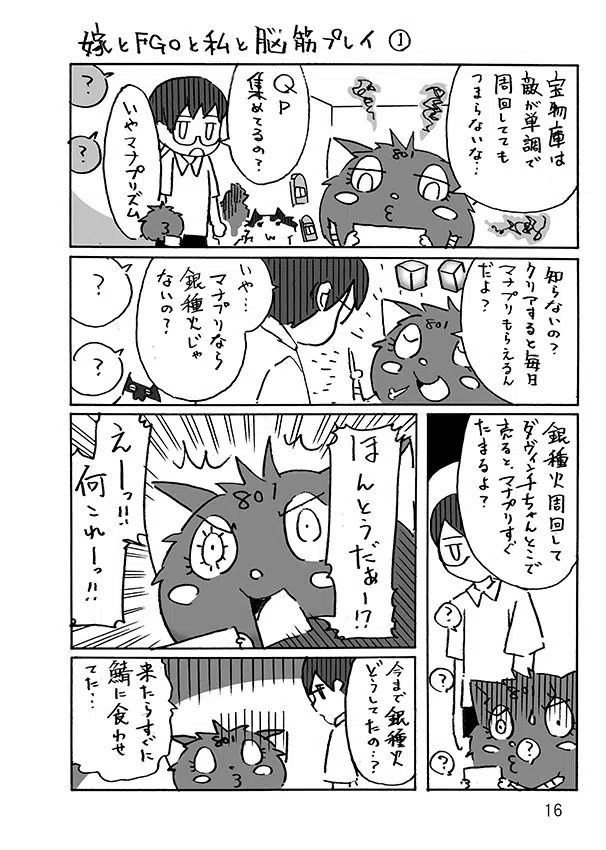 嫁とFGOと私と脳筋プレイ①
宝物庫は
敵が単調で
周回してても
つまらないな…
801
QP
集めてるの?
いやマナプリズム
?
?
知らないの?
クリアすると毎日
マナプリもらえるん
だよ?
801
いや…
マナプリなら
銀種火じゃ
ないの?
?
?
銀種火周回して
ダヴィンチちゃんとこで
売ると、マナプリすぐ
たまるよ?
?
?
?
?
801
ほんとうだぁー!?
801
えーっ!!
何これーっ!!
今まで銀種火
どうしてたの…?
801
来たらすぐに
鯖に食わせ
てた…
16